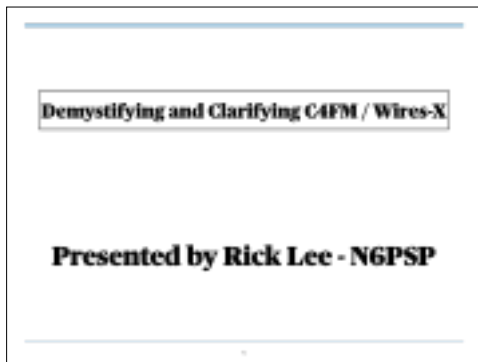 Demystifying and Clarifying C4FM / Wires-X
Presented by Rick Lee - N6PSP